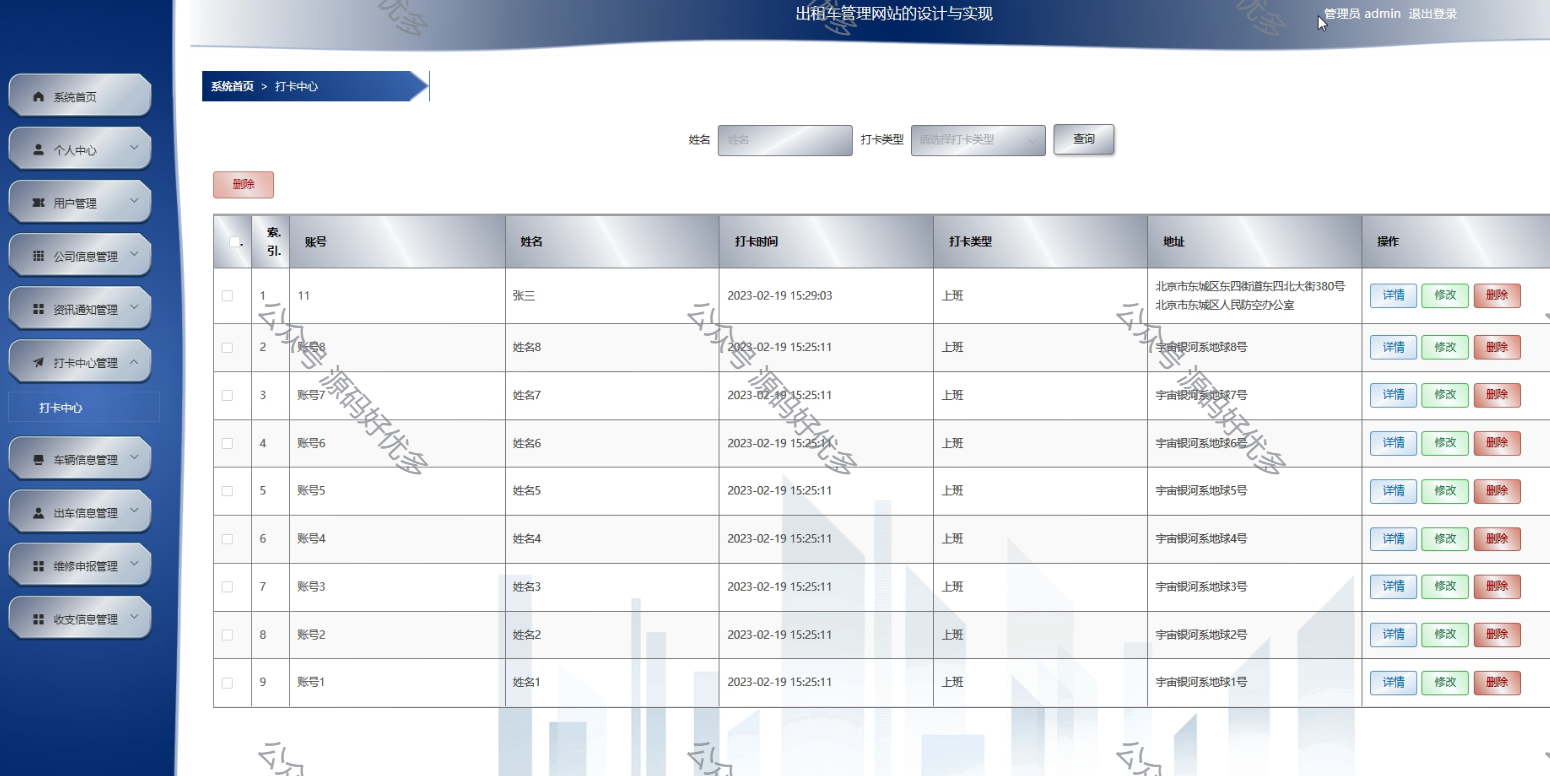 出租车管理网站的设计与实现
管理员 admin 退出登录
系统首页
个人中心
用户管理
公司信息管理
资讯通知管理
打卡中心管理
打卡中心
车辆信息管理
出车信息管理
维修申报管理
收支信息管理
系统首页 > 打卡中心
姓名 姓名 打卡类型 请选择打卡类型 查询
删除
索引. 账号 姓名 打卡时间 打卡类型 地址 操作
1 11 张三 2023-02-19 15:29:03 上班 北京市东城区东四街道东四北大街380号
北京市东城区人民防空办公室 详情 修改 删除
2 账号8 姓名8 2023-02-19 15:25:11 上班 宇宙银河系地球8号 详情 修改 删除
3 账号7 姓名7 2023-02-19 15:25:11 上班 宇宙银河系地球7号 详情 修改 删除
4 账号6 姓名6 2023-02-19 15:25:11 上班 宇宙银河系地球6号 详情 修改 删除
5 账号5 姓名5 2023-02-19 15:25:11 上班 宇宙银河系地球5号 详情 修改 删除
6 账号4 姓名4 2023-02-19 15:25:11 上班 宇宙银河系地球4号 详情 修改 删除
7 账号3 姓名3 2023-02-19 15:25:11 上班 宇宙银河系地球3号 详情 修改 删除
8 账号2 姓名2 2023-02-19 15:25:11 上班 宇宙银河系地球2号 详情 修改 删除
9 账号1 姓名1 2023-02-19 15:25:11 上班 宇宙银河系地球1号 详情 修改 删除
公众号 源码好优多
公众号 源码好优多
公众号 源码好优多